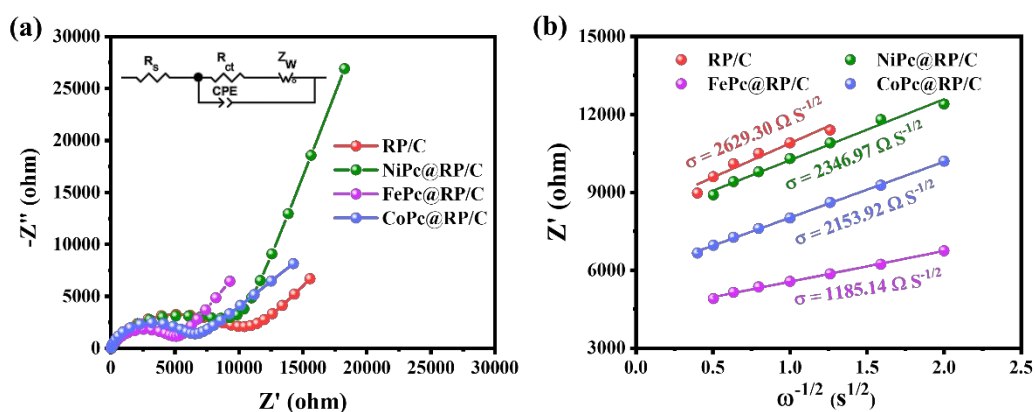 (a)
30000
25000
20000
15000
10000
5000
0
-Z" (ohm)
R_s
R_ct
Z_W
CPE
RP/C
NiPc@RP/C
FePc@RP/C
CoPc@RP/C
0 5000 10000 15000 20000 25000 30000
Z' (ohm)
(b)
15000
12000
9000
6000
3000
Z' (ohm)
RP/C NiPc@RP/C
FePc@RP/C CoPc@RP/C
σ = 2629.30 Ω S^-1/2
σ = 2346.97 Ω S^-1/2
σ = 2153.92 Ω S^-1/2
σ = 1185.14 Ω S^-1/2
0.0 0.5 1.0 1.5 2.0 2.5
ω^-1/2 (s^1/2)